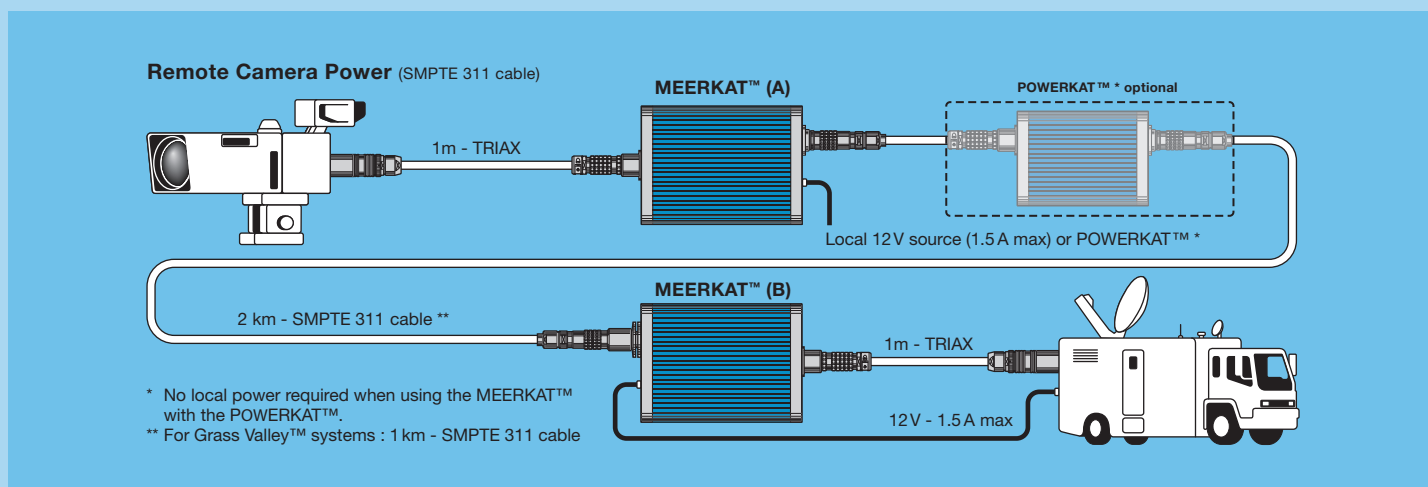 Remote Camera Power (SMPTE 311 cable)
MEERKAT™ (A)
POWERKAT™ * optional
1m - TRIAX
Local 12V source (1.5 A max) or POWERKAT™ *
MEERKAT™ (B)
2 km - SMPTE 311 cable **
1m - TRIAX
12V - 1.5 A max
* No local power required when using the MEERKAT™
with the POWERKAT™.
** For Grass Valley™ systems : 1 km - SMPTE 311 cable